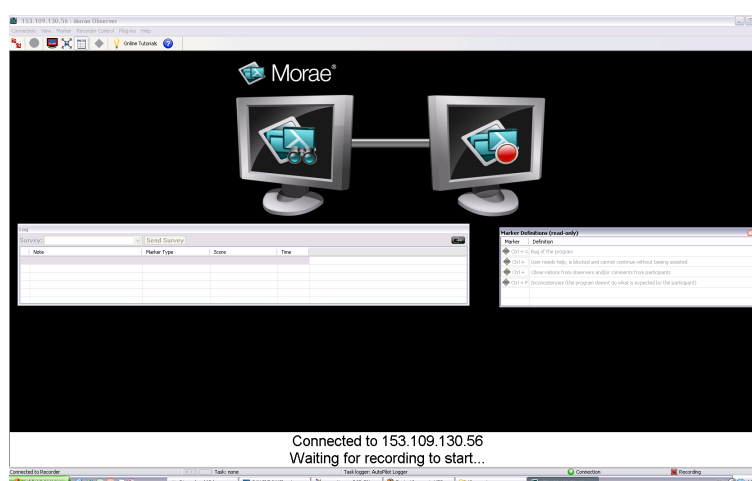 153.109.130.56 | Morae Observer
Connection View Marker Recorder Control Plug-ins Help
Online Tutorials
Morae®
Log
Survey:
Send Survey
Note Marker Type Score Time
Marker Definitions (read-only)
Marker Definition
Ctrl + Bug of the program
Ctrl + User needs help, is blocked and cannot continue without beeing assisted
Ctrl + Observations from observers and/or comments from participants
Ctrl + Inconsistencies (the program doesnt do what is expected by the participant)
Connected to 153.109.130.56
Waiting for recording to start...
Connected to Recorder Task: none Task logger: AutoPilot Logger Connection Recording